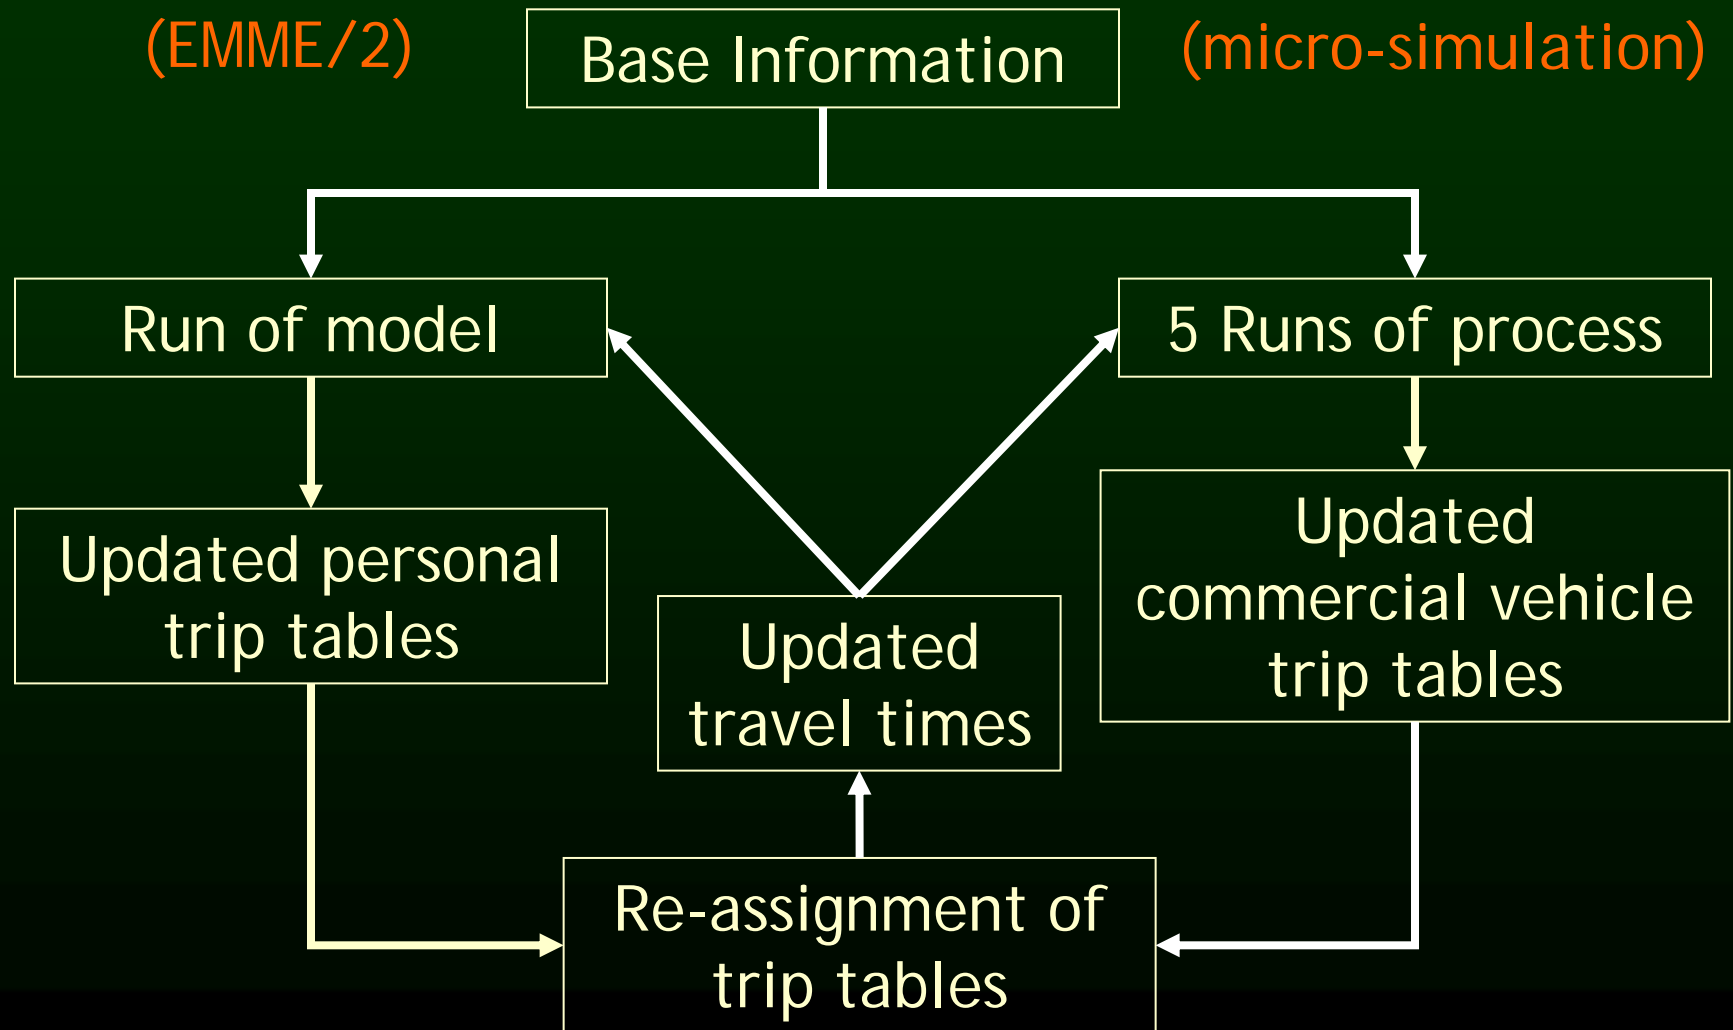 (EMME/2)
Base Information
(micro-simulation)
Run of model
5 Runs of process
Updated personal
trip tables
Updated
travel times
Updated
commercial vehicle
trip tables
Re-assignment of
trip tables